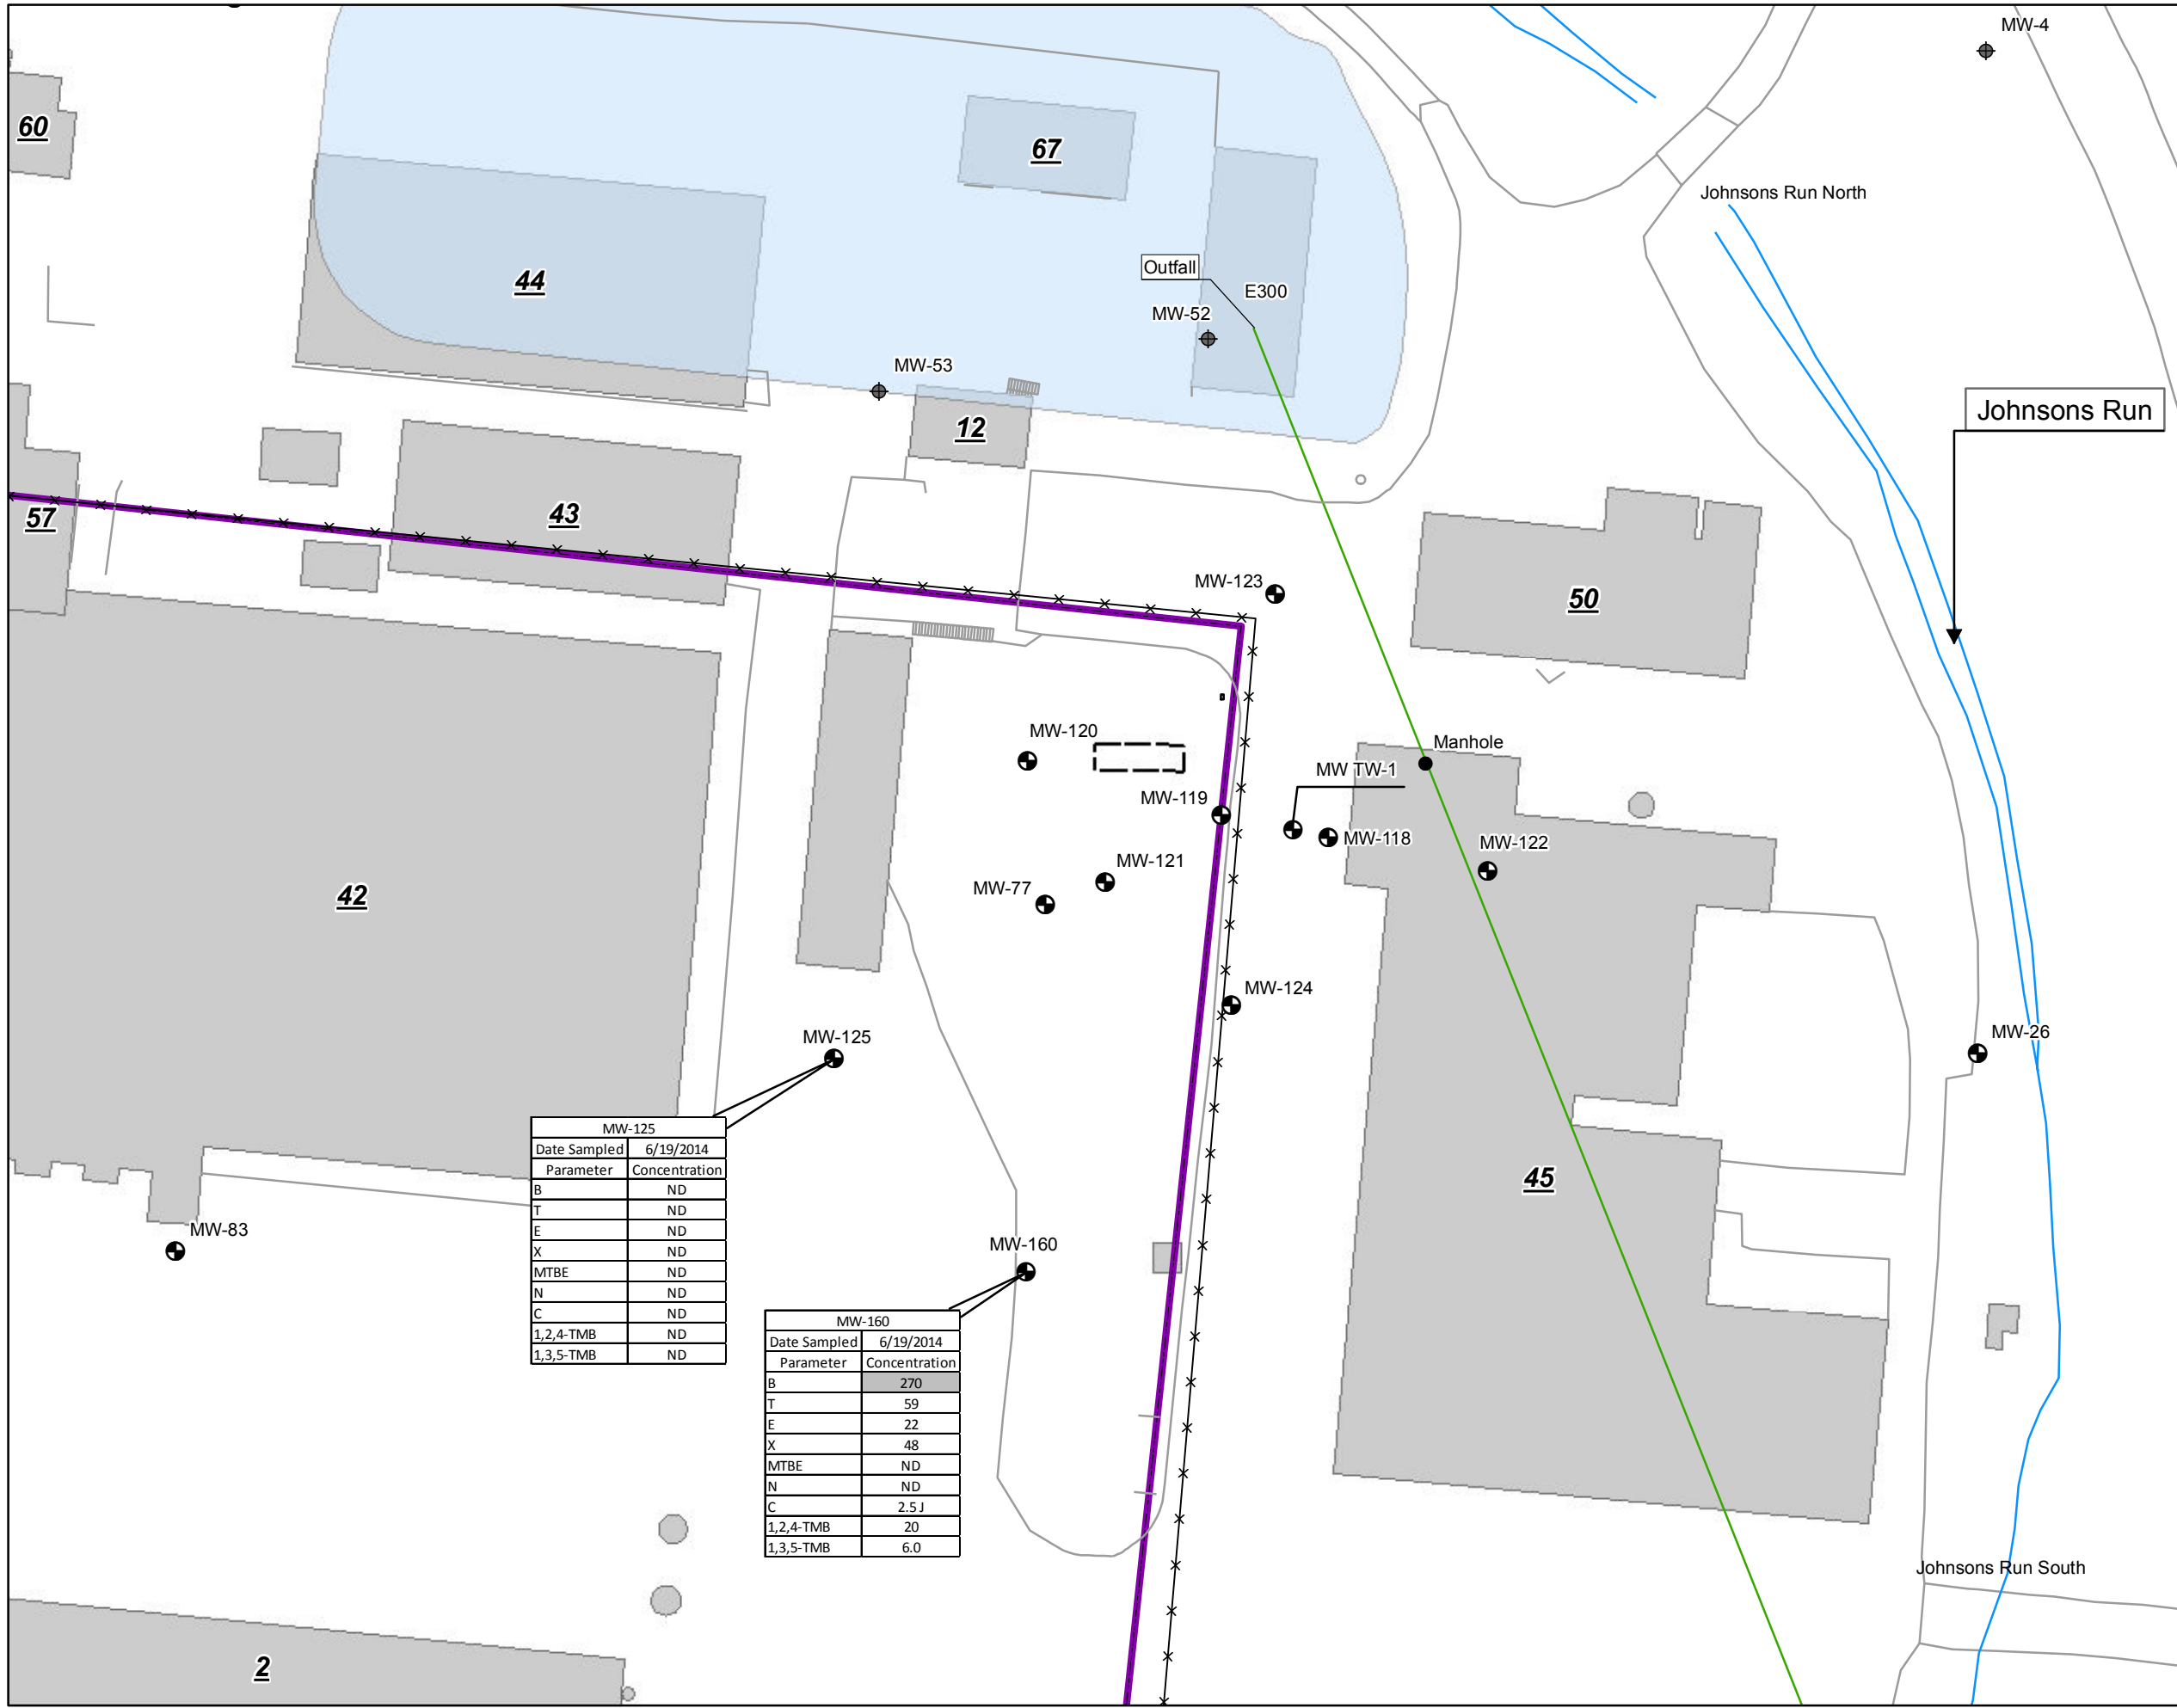 MW-4
60
67
Johnsons Run North
44
Outfall
E300
MW-52
MW-53
Johnsons Run
12
57
43
MW-123
50
MW-120
Manhole
MW TW-1
MW-119
MW-118
MW-122
MW-121
MW-77
42
MW-124
MW-26
MW-125
MW-125
Date Sampled 6/19/2014
Parameter Concentration
B ND
T ND
E ND
X ND
MTBE ND
N ND
C ND
1,2,4-TMB ND
1,3,5-TMB ND
45
MW-83
MW-160
MW-160
Date Sampled 6/19/2014
Parameter Concentration
B 270
T 59
E 22
X 48
MTBE ND
N ND
C 2.5 J
1,2,4-TMB 20
1,3,5-TMB 6.0
Johnsons Run South
2